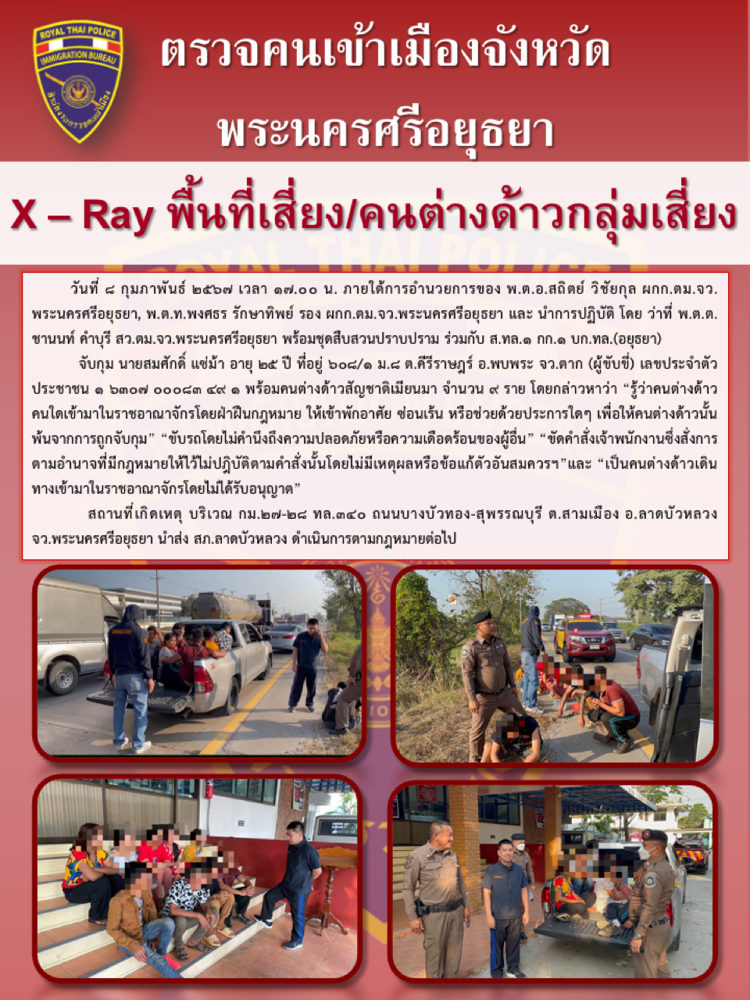 ROYAL THAI POLICE
IMMIGRATION BUREAU
สำนักงานตรวจคนเข้าเมือง
ตรวจคนเข้าเมืองจังหวัด
พระนครศรีอยุธยา
X – Ray พื้นที่เสี่ยง/คนต่างด้าวกลุ่มเสี่ยง
วันที่ ๘ กุมภาพันธ์ ๒๕๖๗ เวลา ๑๗.๐๐ น. ภายใต้การอำนวยการของ พ.ต.อ.สถิตย์ วิชัยกุล ผกก.ตม.จว.
พระนครศรีอยุธยา, พ.ต.ท.พงศธร รักษาทิพย์ รอง ผกก.ตม.จว.พระนครศรีอยุธยา และ นำการปฏิบัติ โดย ว่าที่ พ.ต.ต.
ชานนท์ คำบุรี สว.ตม.จว.พระนครศรีอยุธยา พร้อมชุดสืบสวนปราบปราม ร่วมกับ ส.ทล.๑ กก.๑ บก.ทล.(อยุธยา)
จับกุม นายสมศักดิ์ แซ่ม้า อายุ ๒๕ ปี ที่อยู่ ๖๐๘/๑ ม.๘ ต.คีรีราษฎร์ อ.พบพระ จว.ตาก (ผู้ขับขี่) เลขประจำตัว
ประชาชน ๑ ๖๓๐๗ ๐๐๐๘๓ ๔๙ ๑ พร้อมคนต่างด้าวสัญชาติเมียนมา จำนวน ๙ ราย โดยกล่าวหาว่า “รู้ว่าคนต่างด้าว
คนใดเข้ามาในราชอาณาจักรโดยฝ่าฝืนกฎหมาย ให้เข้าพักอาศัย ซ่อนเร้น หรือช่วยด้วยประการใดๆ เพื่อให้คนต่างด้าวนั้น
พ้นจากการถูกจับกุม” “ขับรถโดยไม่คำนึงถึงความปลอดภัยหรือความเดือดร้อนของผู้อื่น” “ขัดคำสั่งเจ้าพนักงานซึ่งสั่งการ
ตามอำนาจที่มีกฎหมายให้ไว้ไม่ปฎิบัติตามคำสั่งนั้นโดยไม่มีเหตุผลหรือข้อแก้ตัวอันสมควรฯ”และ “เป็นคนต่างด้าวเดิน
ทางเข้ามาในราชอาณาจักรโดยไม่ได้รับอนุญาต”
สถานที่เกิดเหตุ บริเวณ กม.๒๗-๒๘ ทล.๓๔๐ ถนนบางบัวทอง-สุพรรณบุรี ต.สามเมือง อ.ลาดบัวหลวง
จว.พระนครศรีอยุธยา นำส่ง สภ.ลาดบัวหลวง ดำเนินการตามกฎหมายต่อไป